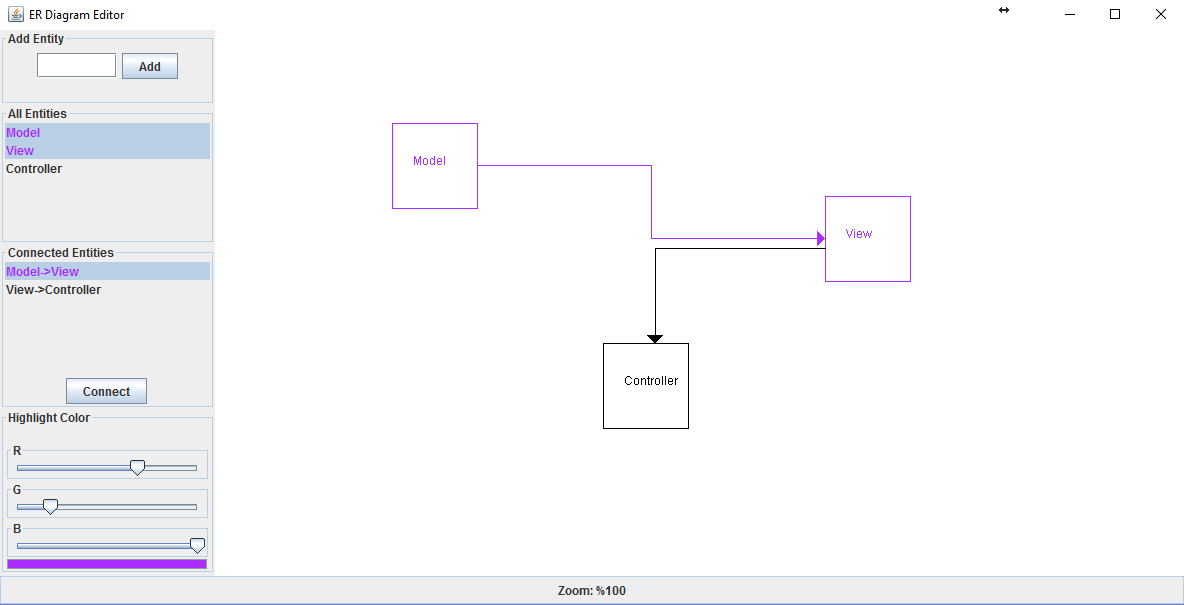 ER Diagram Editor
Add Entity
Add
All Entities
Model
View
Controller
Connected Entities
Model->View
View->Controller
Connect
Highlight Color
R
G
B
Model
View
Controller
Zoom: %100